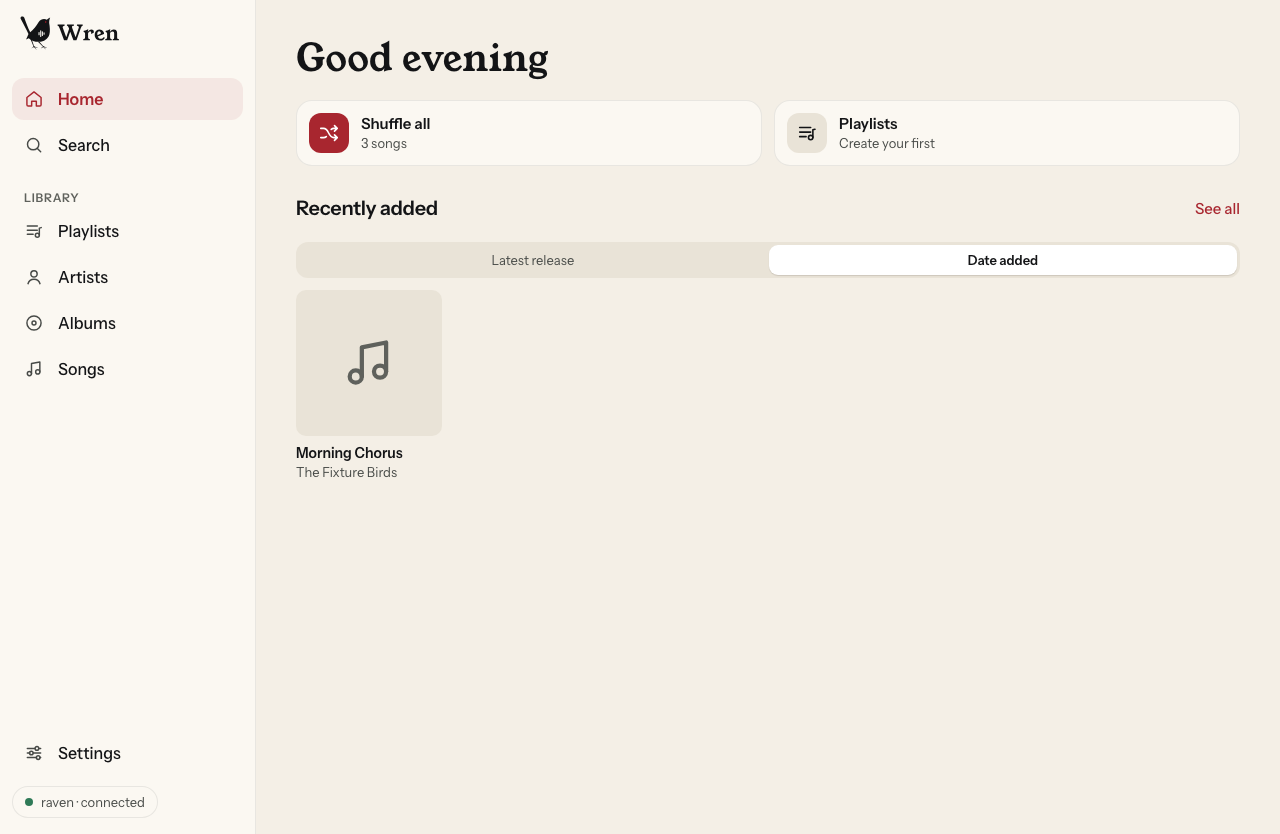 Wren
Home
Search
LIBRARY
Playlists
Artists
Albums
Songs
Settings
raven · connected
Good evening
Shuffle all
3 songs
Playlists
Create your first
Recently added
See all
Latest release
Date added
Morning Chorus
The Fixture Birds